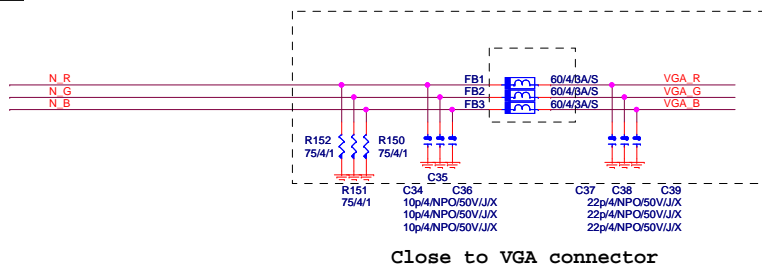 N_R FB1 60/4/3A/S VGA_R
N_G FB2 60/4/3A/S VGA_G
N_B FB3 60/4/3A/S VGA_B
R152 R150
75/4/1 75/4/1
C35
R151 C34 C36 C37 C38 C39
75/4/1 10p/4/NPO/50V/J/X 22p/4/NPO/50V/J/X
10p/4/NPO/50V/J/X 22p/4/NPO/50V/J/X
10p/4/NPO/50V/J/X 22p/4/NPO/50V/J/X
Close to VGA connector